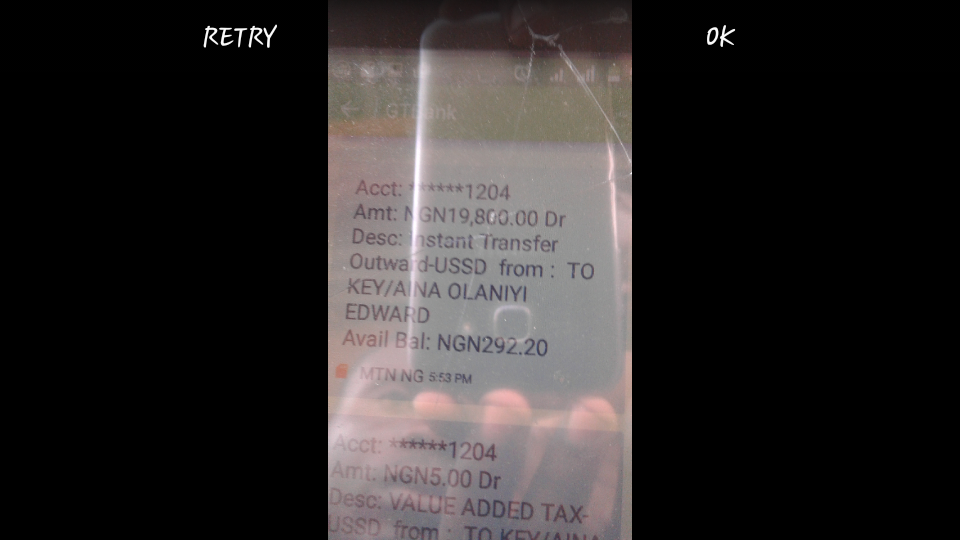 RETRY
OK
GTBank
Acct: ******1204
Amt: NGN19,800.00 Dr
Desc: Instant Transfer
Outward-USSD from : TO
KEY/AINA OLANIYI
EDWARD
Avail Bal: NGN292.20
MTN NG 5:53 PM
Acct: ******1204
Amt: NGN5.00 Dr
Desc: VALUE ADDED TAX-
USSD from : TO KEY/AINA